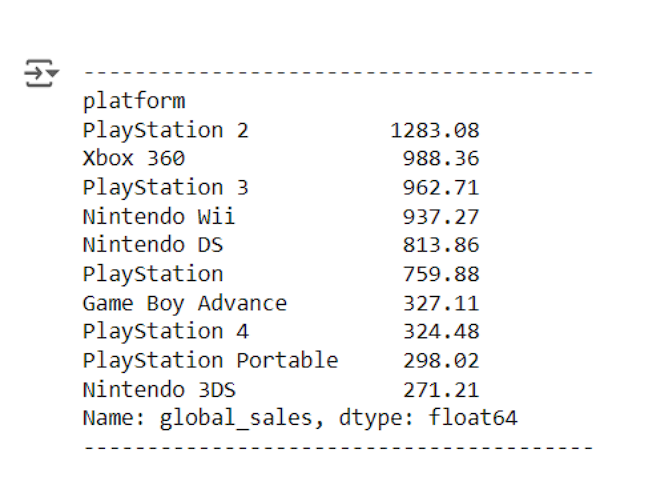 ----------------------------------------
platform
PlayStation 2           1283.08
Xbox 360                 988.36
PlayStation 3            962.71
Nintendo Wii             937.27
Nintendo DS              813.86
PlayStation              759.88
Game Boy Advance         327.11
PlayStation 4            324.48
PlayStation Portable     298.02
Nintendo 3DS             271.21
Name: global_sales, dtype: float64
----------------------------------------